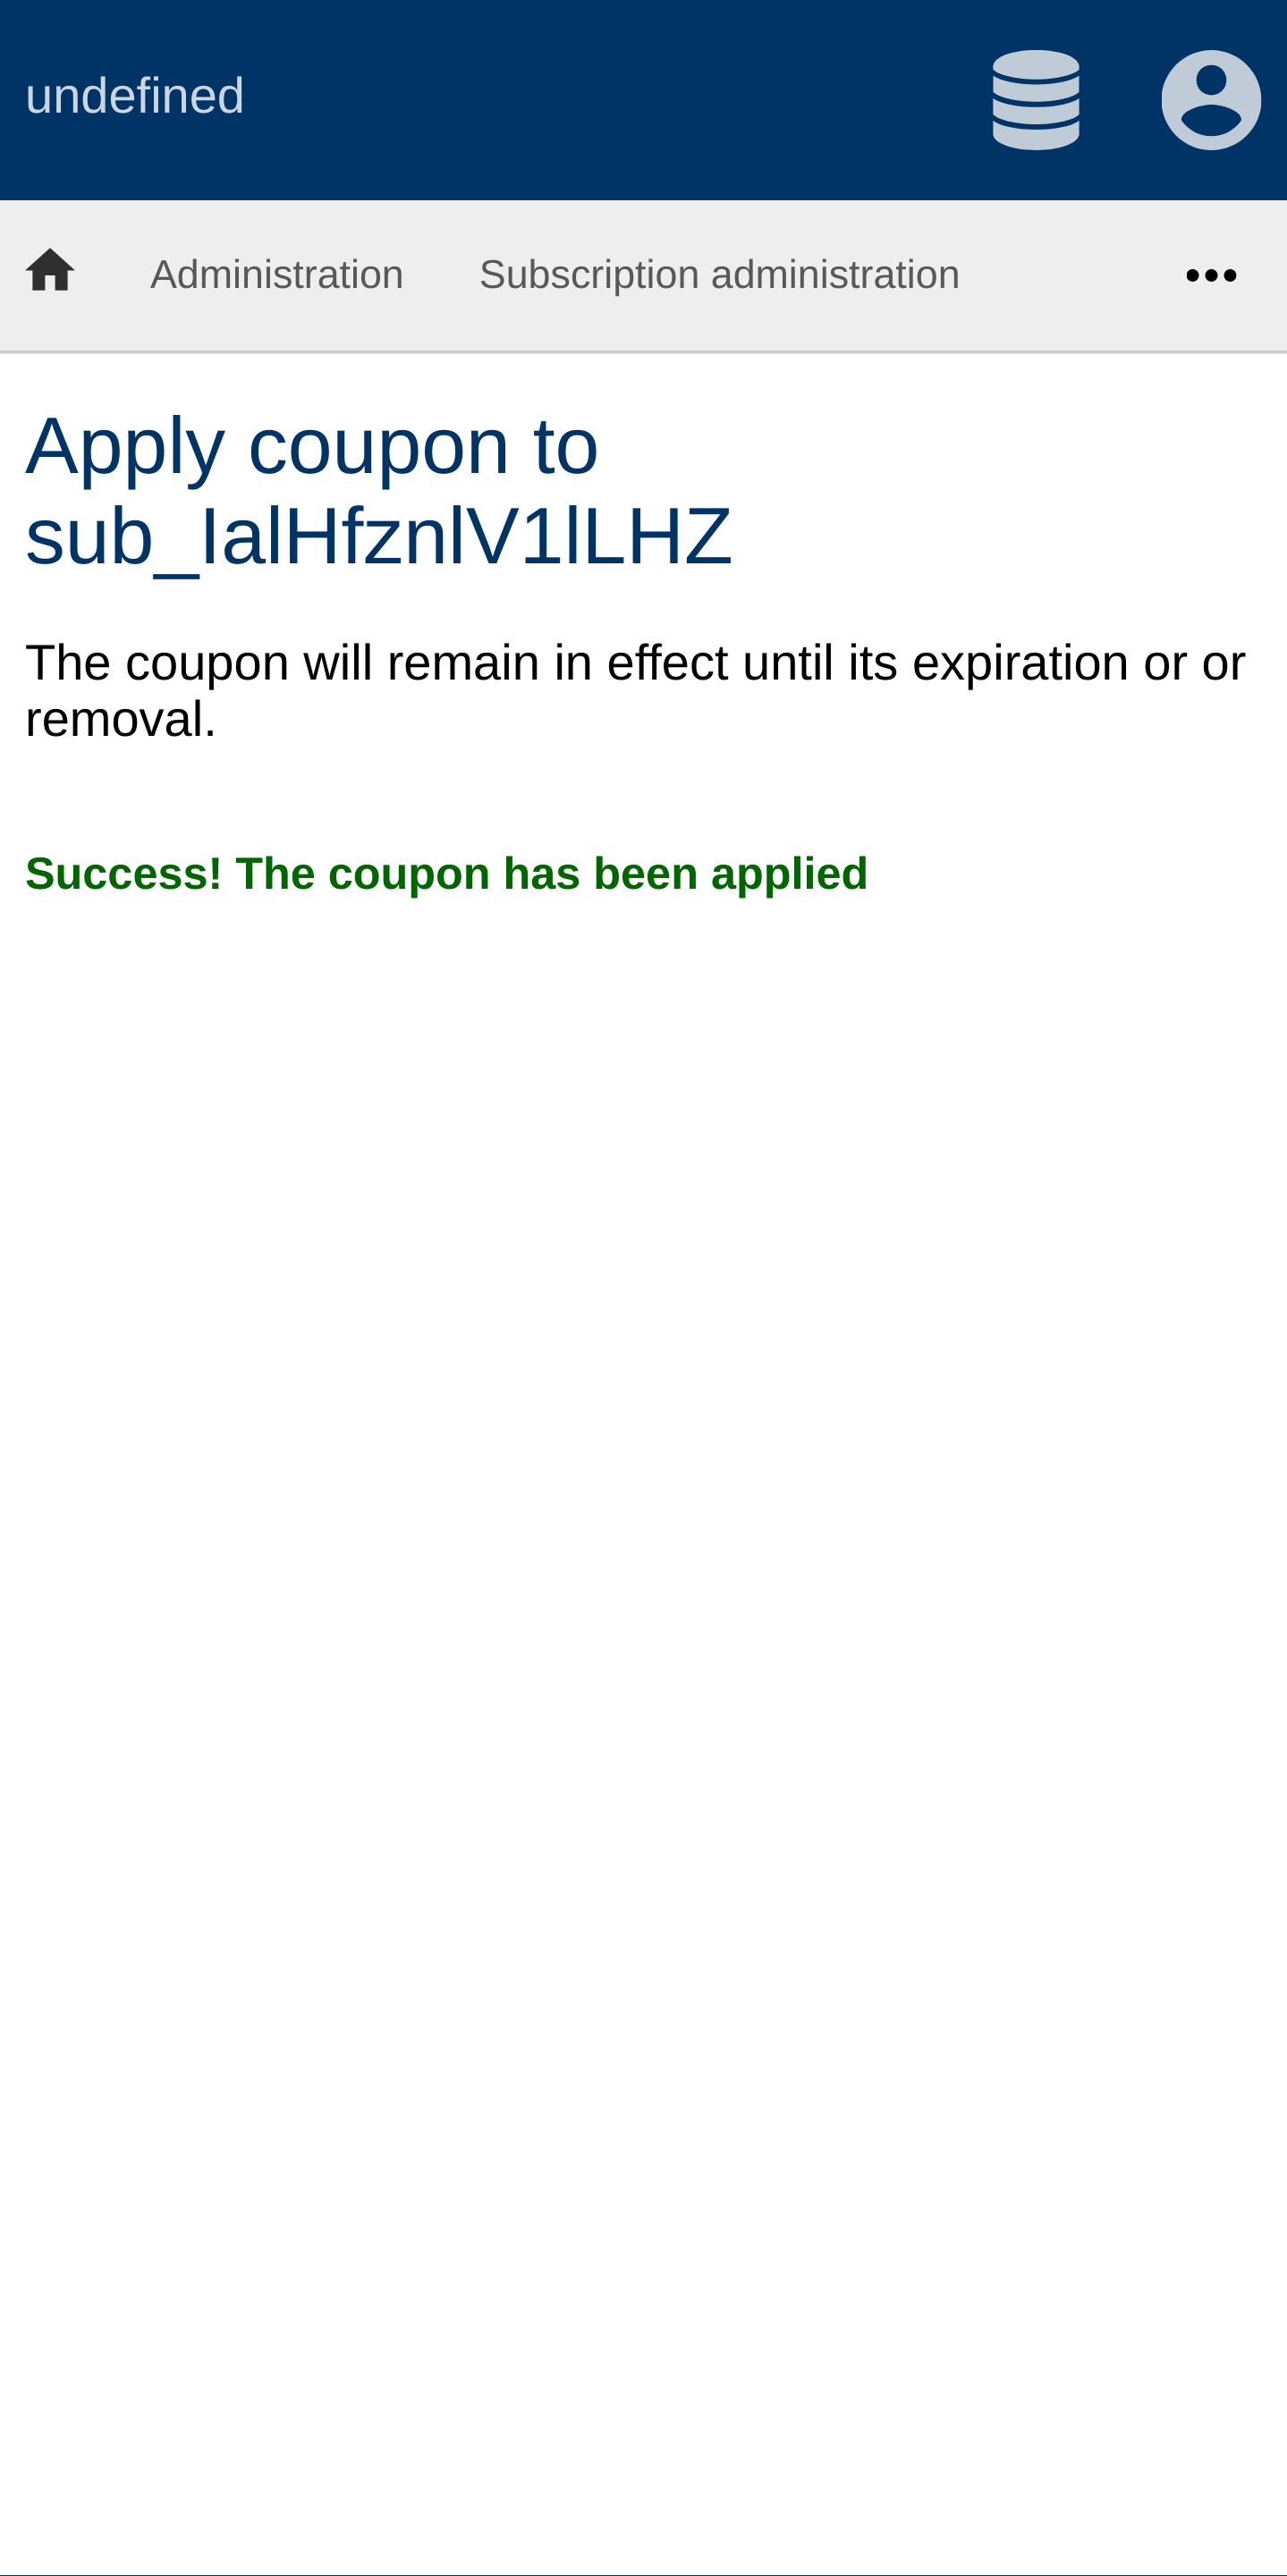 undefined
Administration Subscription administration
Apply coupon to
sub_IalHfznlV1lLHZ
The coupon will remain in effect until its expiration or or
removal.
Success! The coupon has been applied